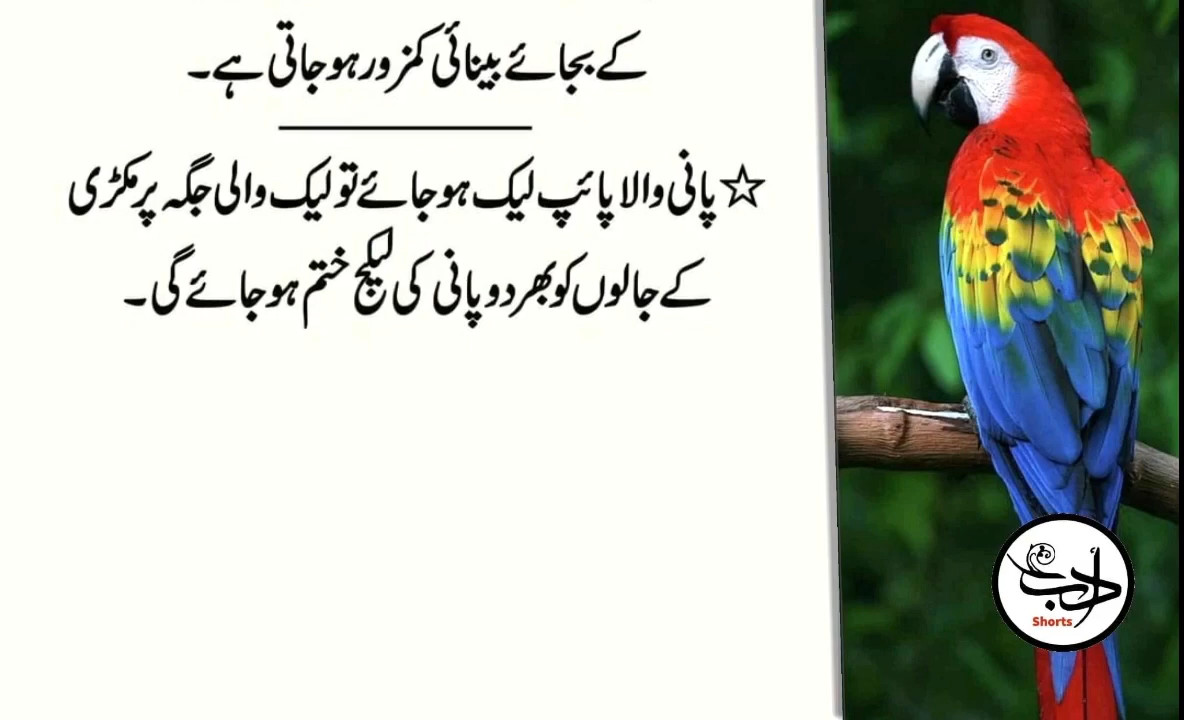 کے بجائے بینائی کمزور ہو جاتی ہے۔
☆ پانی والا پائپ لیک ہو جائے تو لیک والی جگہ پر مکڑی
کے جالوں کو بھر دو پانی کی لیکج ختم ہو جائے گی۔
ادب
Shorts